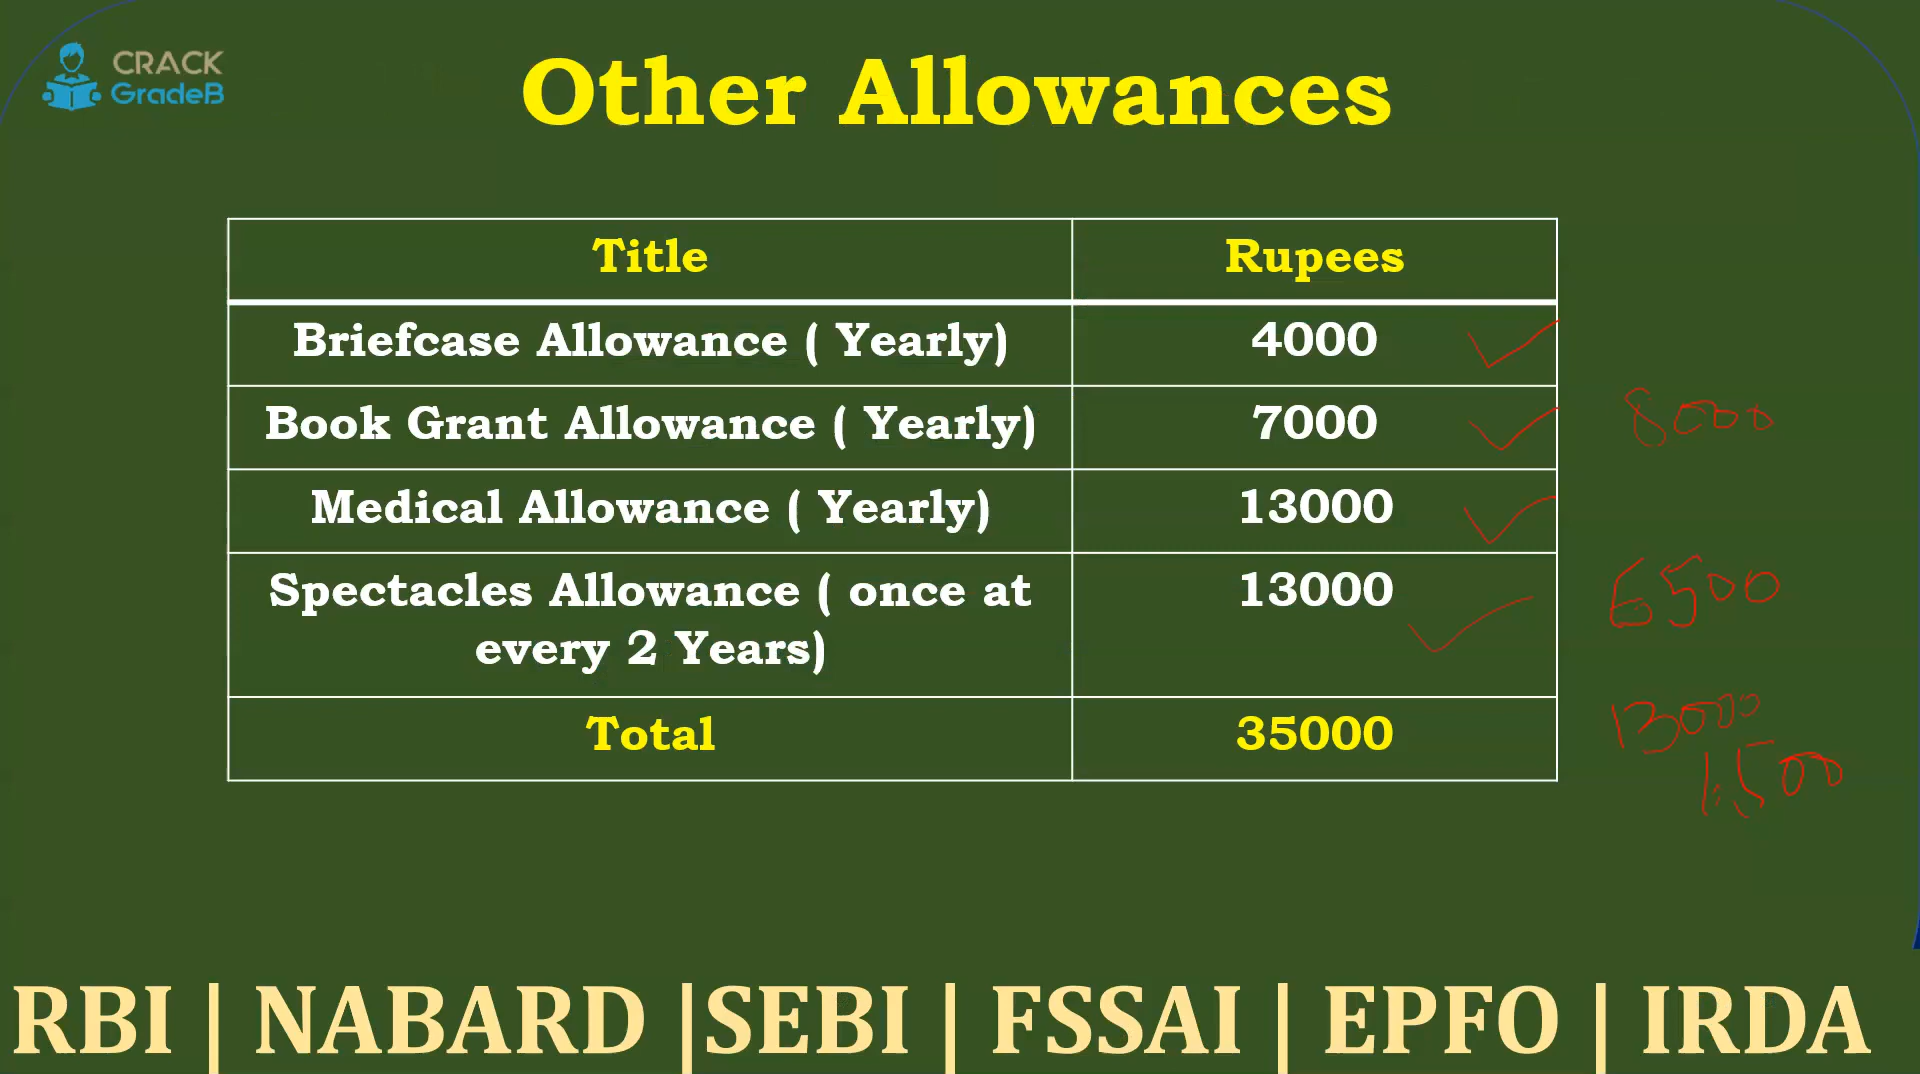 CRACK
GradeB
Other Allowances
Title Rupees
Briefcase Allowance ( Yearly) 4000
Book Grant Allowance ( Yearly) 7000
8000
Medical Allowance ( Yearly) 13000
Spectacles Allowance ( once at 13000
every 2 Years)
6500
Total 35000
13000
1500
RBI | NABARD |SEBI | FSSAI | EPFO | IRDA